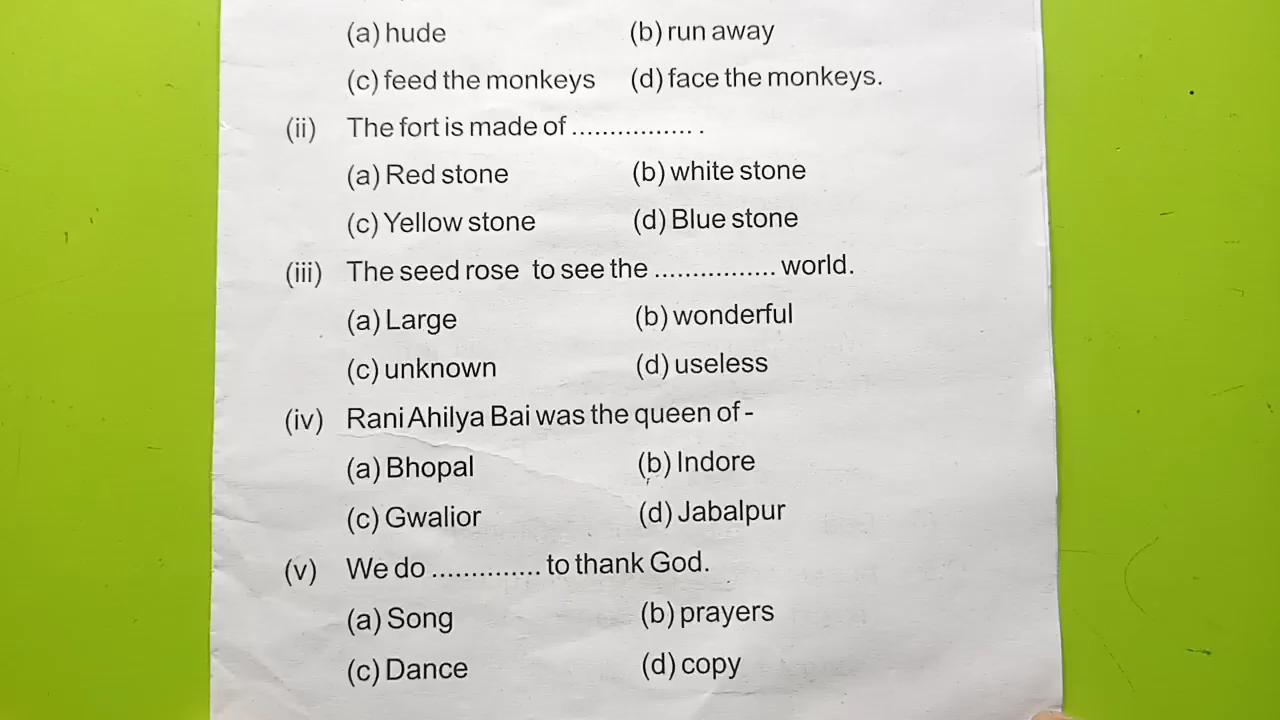 (a) hude (b) run away
(c) feed the monkeys (d) face the monkeys.
(ii) The fort is made of ................. .
(a) Red stone (b) white stone
(c) Yellow stone (d) Blue stone
(iii) The seed rose to see the ................ world.
(a) Large (b) wonderful
(c) unknown (d) useless
(iv) Rani Ahilya Bai was the queen of -
(a) Bhopal (b) Indore
(c) Gwalior (d) Jabalpur
(v) We do .............. to thank God.
(a) Song (b) prayers
(c) Dance (d) copy